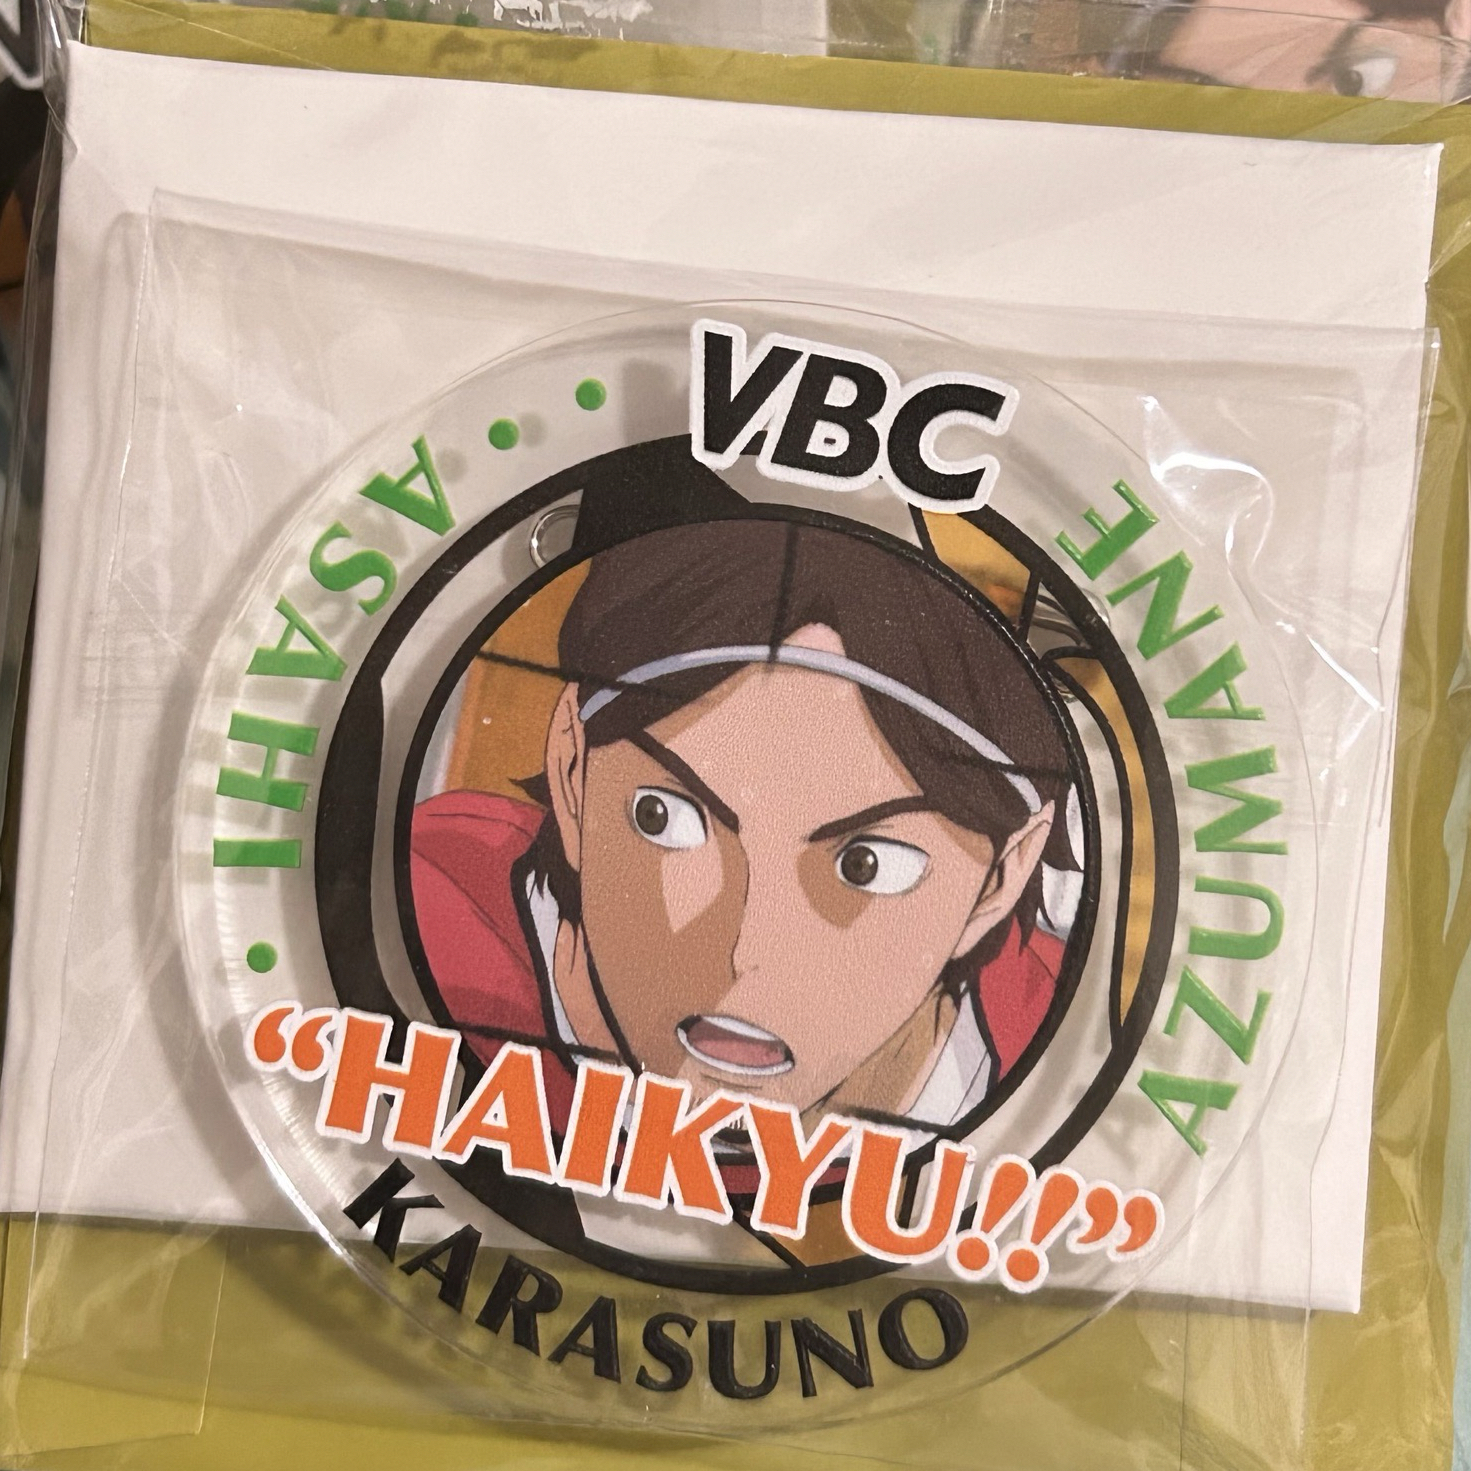 VBC
ASAHI
AZUMANE
“HAIKYU!!”
KARASUNO